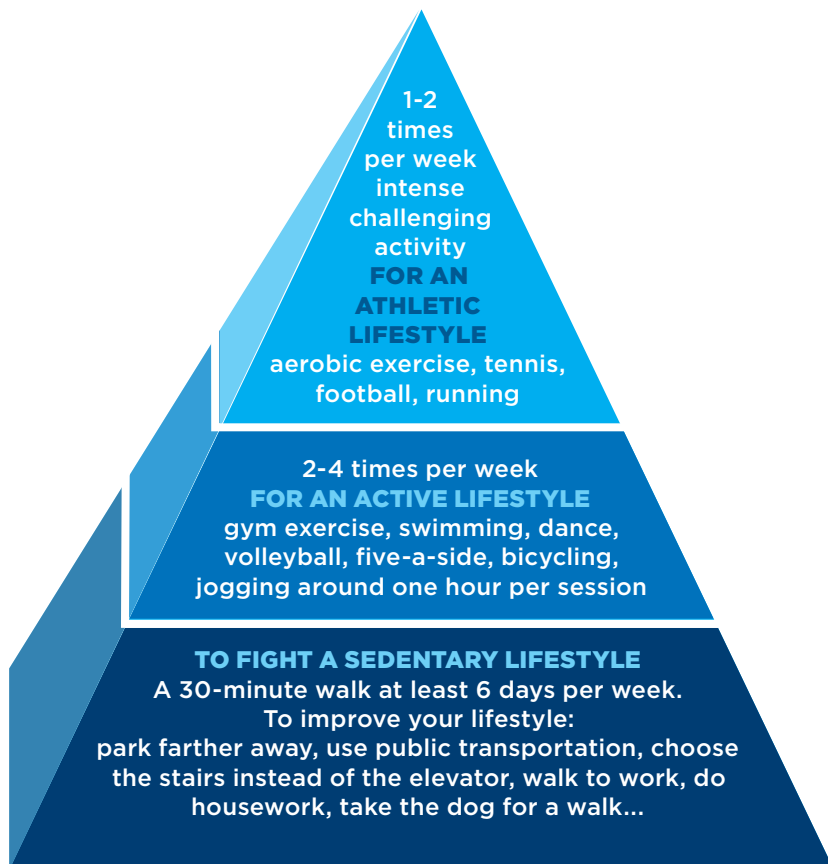 1-2
times
per week
intense
challenging
activity
FOR AN
ATHLETIC
LIFESTYLE
aerobic exercise, tennis,
football, running
2-4 times per week
FOR AN ACTIVE LIFESTYLE
gym exercise, swimming, dance,
volleyball, five-a-side, bicycling,
jogging around one hour per session
TO FIGHT A SEDENTARY LIFESTYLE
A 30-minute walk at least 6 days per week.
To improve your lifestyle:
park farther away, use public transportation, choose
the stairs instead of the elevator, walk to work, do
housework, take the dog for a walk...